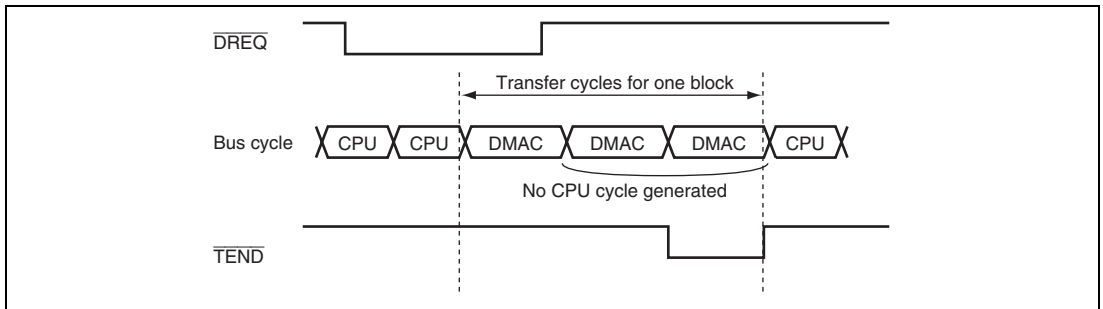 DREQ
Transfer cycles for one block
Bus cycle CPU CPU DMAC DMAC DMAC CPU
No CPU cycle generated
TEND